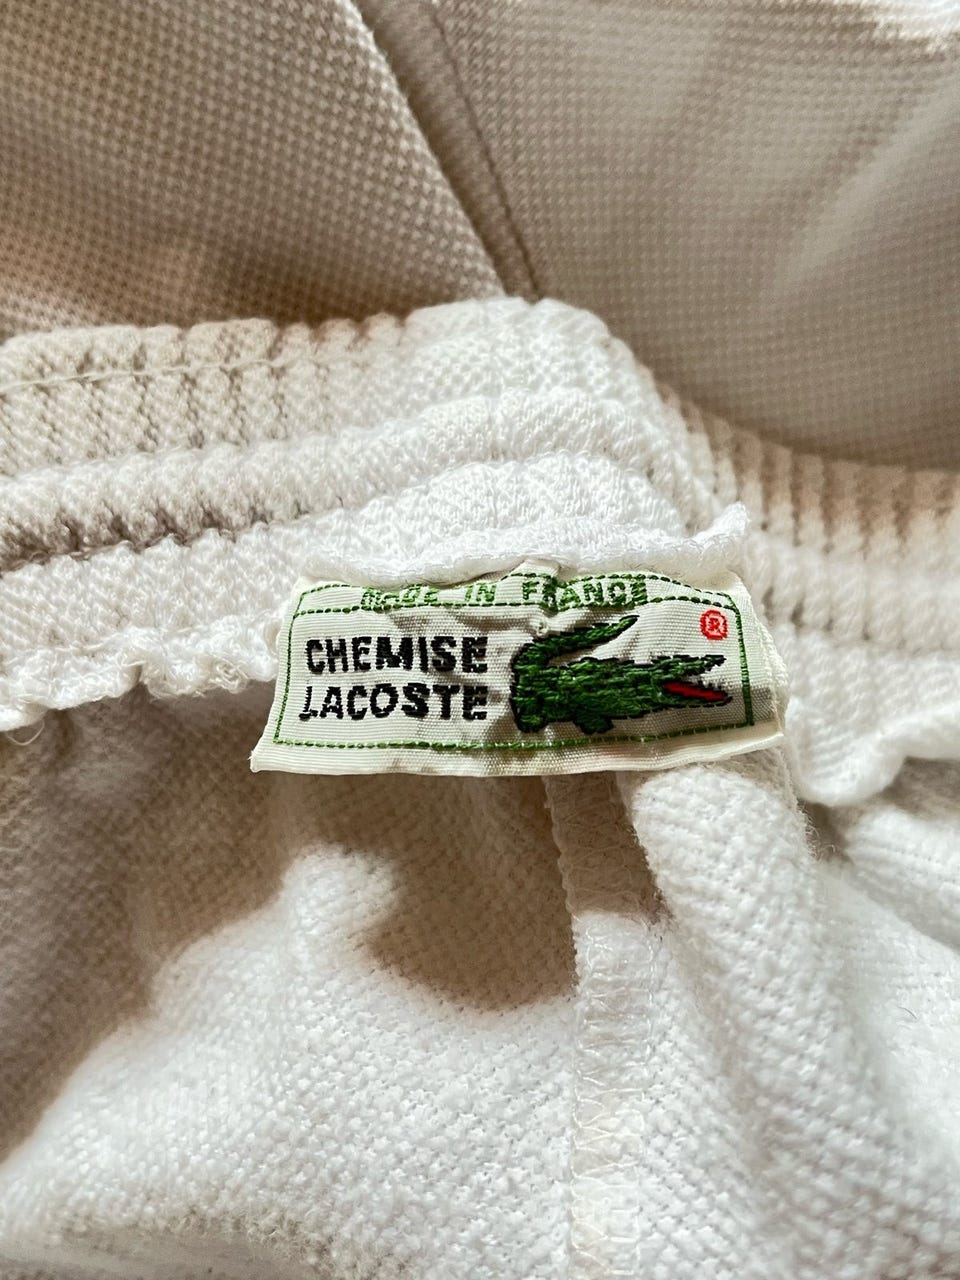 MADE IN FRANCE
CHEMISE
LACOSTE
®